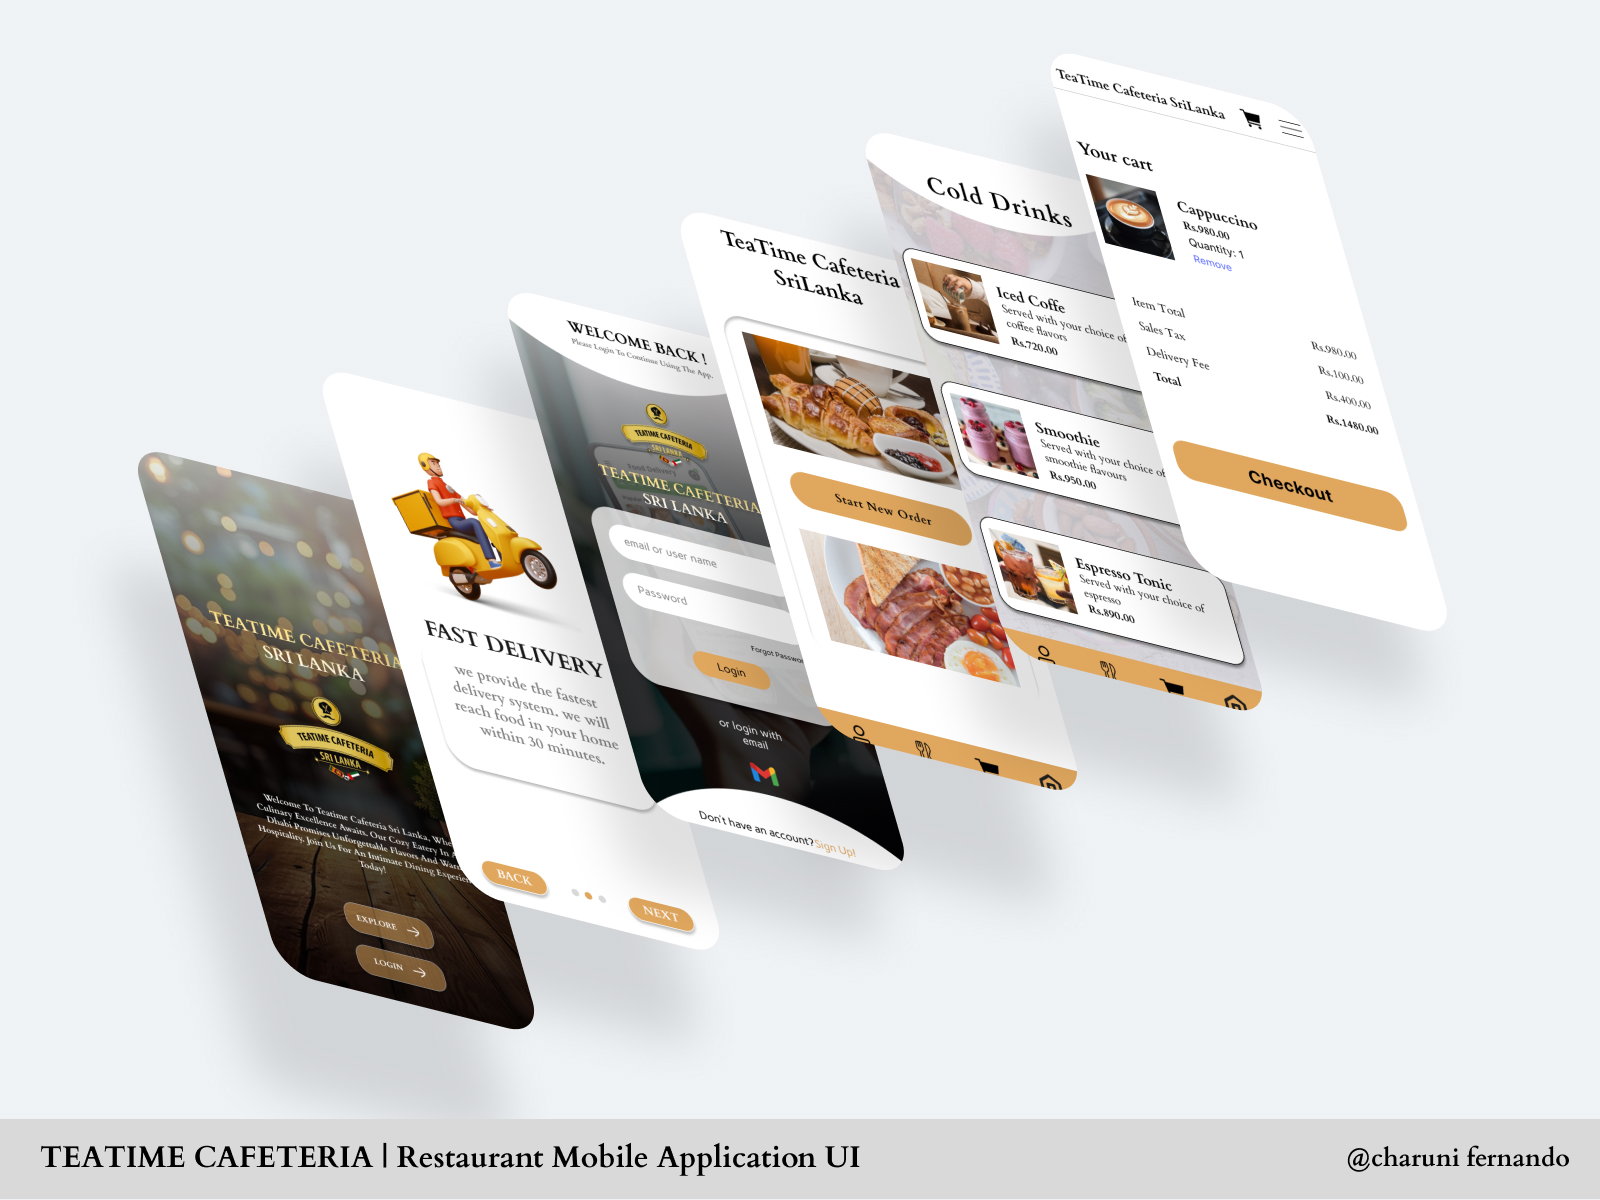 TEATIME CAFETERIA
SRI LANKA
TEATIME CAFETERIA
SRI LANKA
Welcome To Teatime Cafeteria Sri Lanka, Whe
Culinary Excellence Awaits. Our Cozy Eatery In A
Dhabi Promises Unforgettable Flavors And War
Hospitality. Join Us For An Intimate Dining Experien
Today!
EXPLORE
LOGIN
FAST DELIVERY
we provide the fastest
delivery system. we will
reach food in your home
within 30 minutes.
BACK
NEXT
WELCOME BACK !
Please Login To Continue Using The App.
TEATIME CAFETERIA
SRI LANKA
Food Delivery
TEATIME CAFETERIA
SRI LANKA
email or user name
Password
Forgot Passwor
Login
or login with
email
Don't have an account? Sign Up!
TeaTime Cafeteria
SriLanka
Start New Order
Cold Drinks
Iced Coffe
Served with your choice of
coffee flavors
Rs.720.00
Smoothie
Served with your choice of
smoothie flavours
Rs.950.00
Espresso Tonic
Served with your choice of
espresso
Rs.890.00
TeaTime Cafeteria SriLanka
Your cart
Cappuccino
Rs.980.00
Quantity: 1
Remove
Item Total Rs.980.00
Sales Tax Rs.100.00
Delivery Fee Rs.400.00
Total Rs.1480.00
Checkout
TEATIME CAFETERIA | Restaurant Mobile Application UI
@charuni fernando